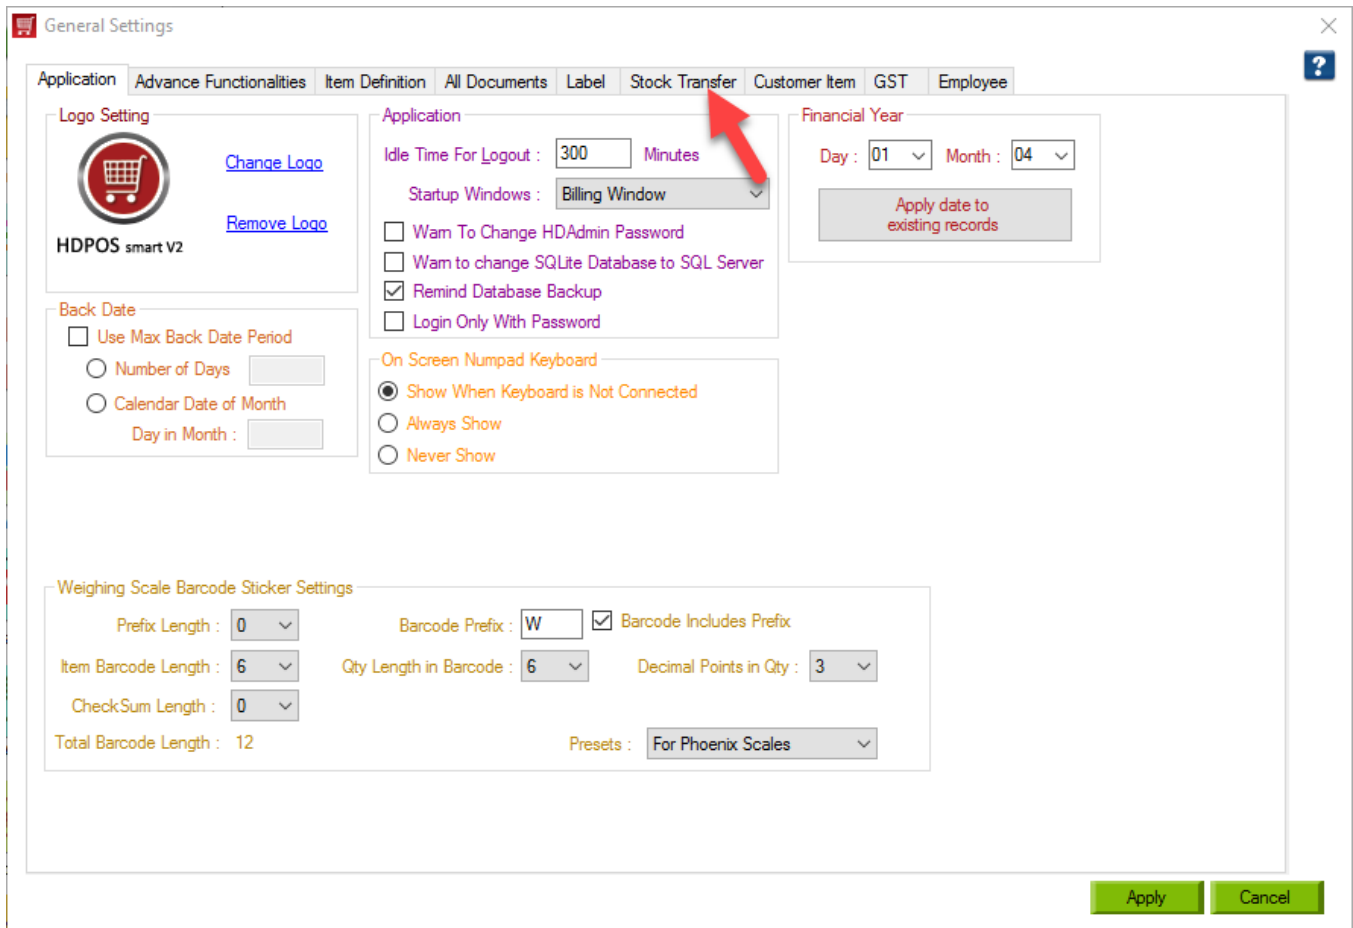 General Settings
?
Application Advance Functionalities Item Definition All Documents Label Stock Transfer Customer Item GST Employee
Logo Setting
Change Logo
Remove Logo
HDPOS smart V2
Application
Idle Time For Logout : 300 Minutes
Startup Windows : Billing Window
Warn To Change HDAdmin Password
Warn to change SQLite Database to SQL Server
Remind Database Backup
Login Only With Password
Financial Year
Day : 01 Month : 04
Apply date to
existing records
Back Date
Use Max Back Date Period
Number of Days
Calendar Date of Month
Day in Month :
On Screen Numpad Keyboard
Show When Keyboard is Not Connected
Always Show
Never Show
Weighing Scale Barcode Sticker Settings
Prefix Length : 0 Barcode Prefix : W Barcode Includes Prefix
Item Barcode Length : 6 Qty Length in Barcode : 6 Decimal Points in Qty : 3
CheckSum Length : 0
Total Barcode Length : 12 Presets : For Phoenix Scales
Apply Cancel